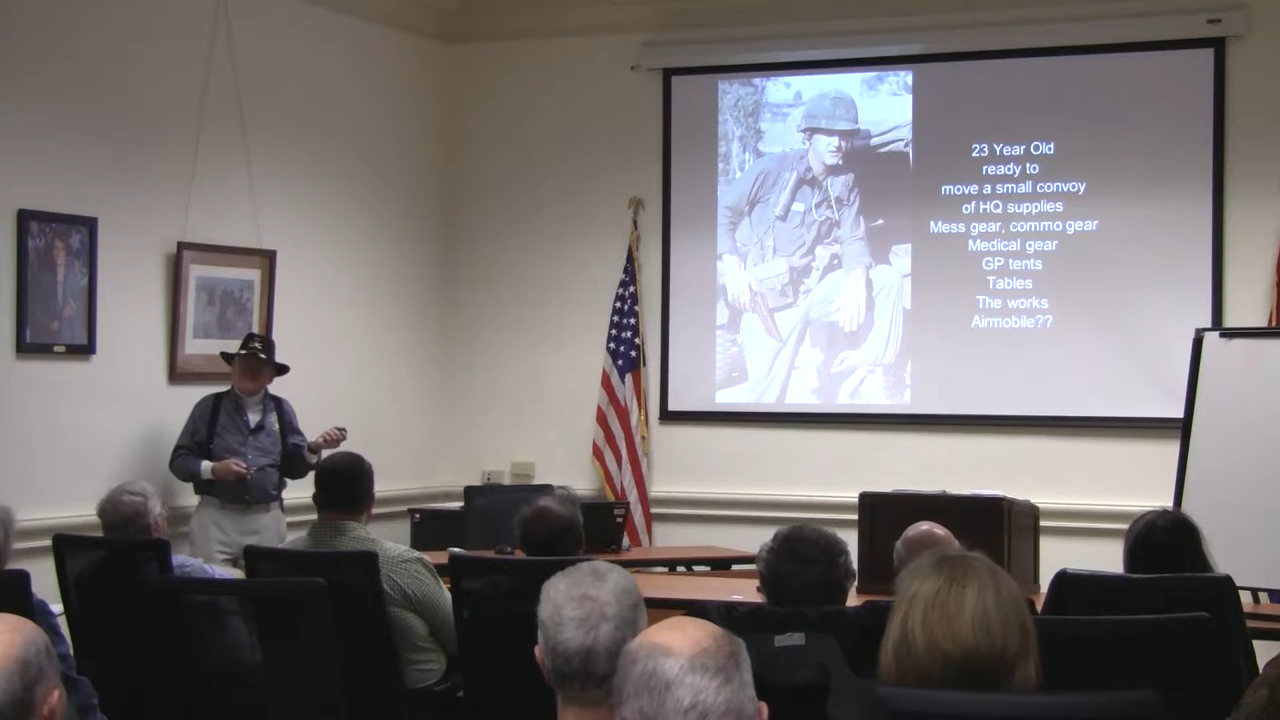 23 Year Old
ready to
move a small convoy
of HQ supplies
Mess gear, commo gear
Medical gear
GP tents
Tables
The works
Airmobile??